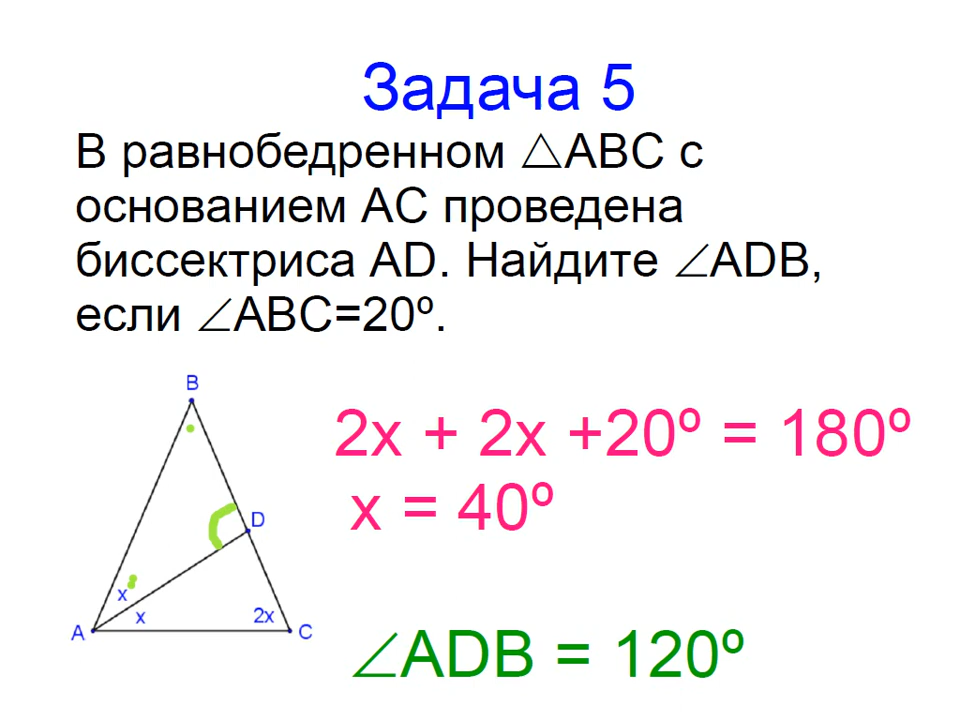 Задача 5
В равнобедренном △ABC с
основанием AC проведена
биссектриса AD. Найдите ∠ADB,
если ∠ABC=20º.
B
2x + 2x +20º = 180º
x = 40º
D
x
x
2x
A
C
∠ADB = 120º